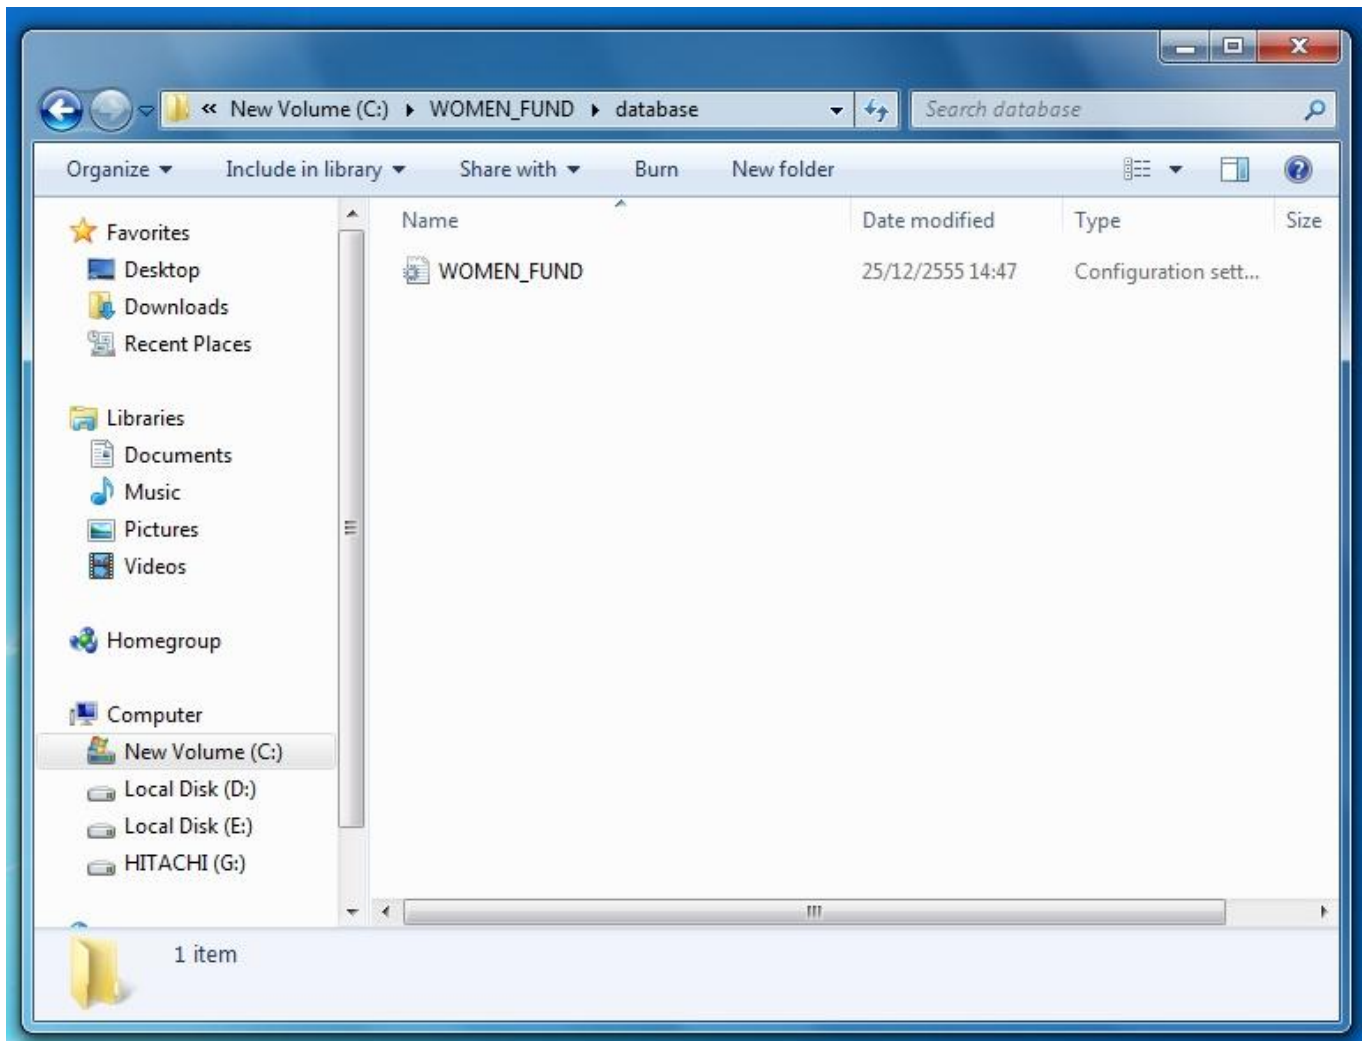 « New Volume (C:) ▸ WOMEN_FUND ▸ database
Search database
Organize Include in library Share with Burn New folder
Name Date modified Type Size
WOMEN_FUND 25/12/2555 14:47 Configuration sett...
Favorites
Desktop
Downloads
Recent Places
Libraries
Documents
Music
Pictures
Videos
Homegroup
Computer
New Volume (C:)
Local Disk (D:)
Local Disk (E:)
HITACHI (G:)
1 item